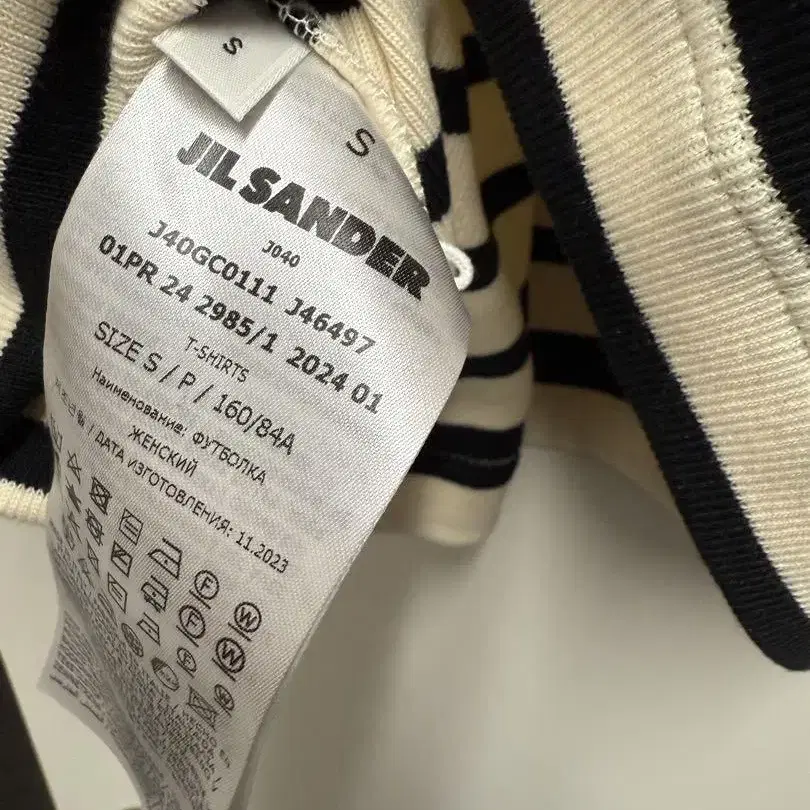 S
S
JIL SANDER
J040
J40GC0111 J46497
01PR 24 2985/1 2024 01
T-SHIRTS
SIZE S / P / 160/84A
Наименование: ФУТБОЛКА
ЖЕНСКИЙ
/ ДАТА ИЗГОТОВЛЕНИЯ: 11.2023
F W
F W
F W